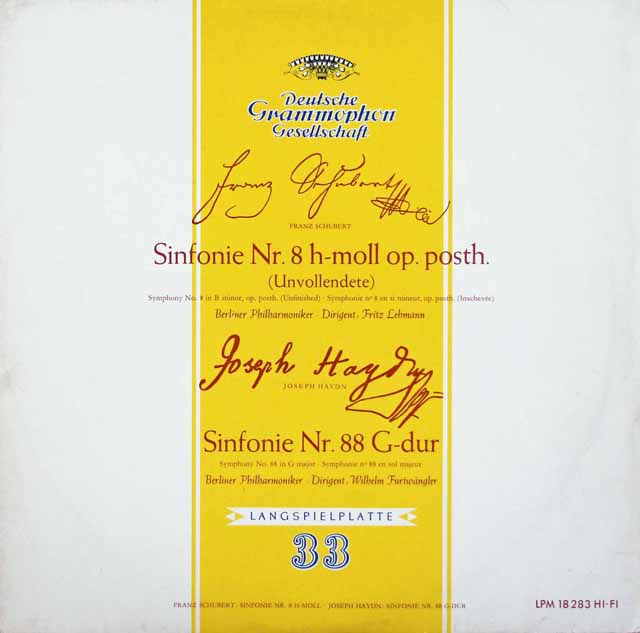 Deutsche
Grammophon
Gesellschaft
Franz Schubert
FRANZ SCHUBERT
Sinfonie Nr. 8 h-moll op. posth.
(Unvollendete)
Symphony No. 8 in B minor, op. posth. (Unfinished) · Symphonie nº 8 en si mineur, op. posth. (Inachevée)
Berliner Philharmoniker · Dirigent: Fritz Lehmann
Joseph Haydn
JOSEPH HAYDN
Sinfonie Nr. 88 G-dur
Symphony No. 88 in G major · Symphonie nº 88 en sol majeur
Berliner Philharmoniker · Dirigent: Wilhelm Furtwängler
LANGSPIELPLATTE
33
FRANZ SCHUBERT · SINFONIE NR. 8 H-MOLL · JOSEPH HAYDN: SINFONIE NR. 88 G-DUR
LPM 18 283 HI-FI